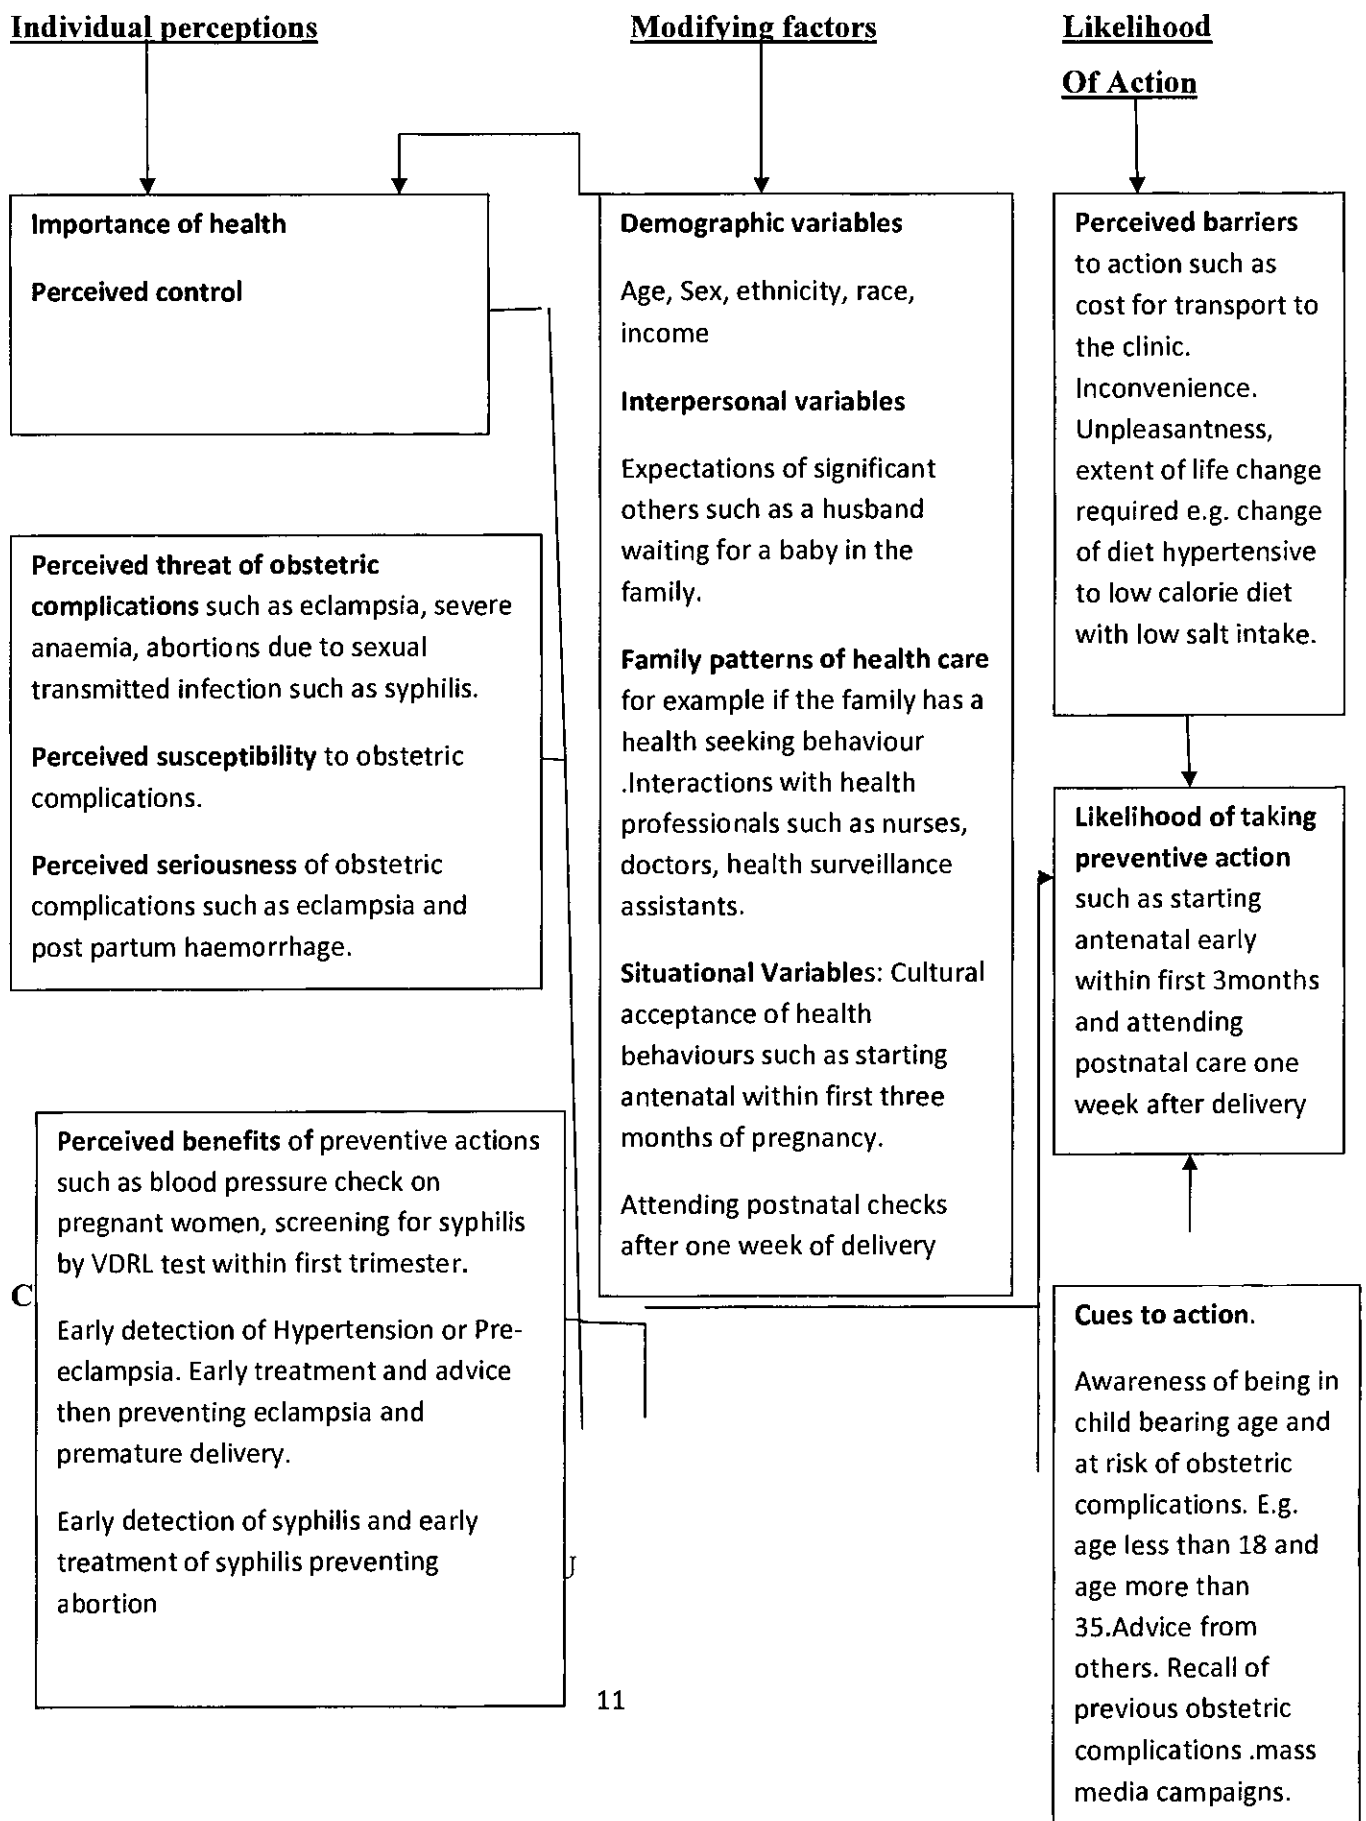 Individual perceptions
Modifying factors
Likelihood
Of Action
Importance of health
Perceived control
Perceived threat of obstetric
complications such as eclampsia, severe
anaemia, abortions due to sexual
transmitted infection such as syphilis.
Perceived susceptibility to obstetric
complications.
Perceived seriousness of obstetric
complications such as eclampsia and
post partum haemorrhage.
Perceived benefits of preventive actions
such as blood pressure check on
pregnant women, screening for syphilis
by VDRL test within first trimester.
C
Early detection of Hypertension or Pre-
eclampsia. Early treatment and advice
then preventing eclampsia and
premature delivery.
Early detection of syphilis and early
treatment of syphilis preventing
abortion
Demographic variables
Age, Sex, ethnicity, race,
income
Interpersonal variables
Expectations of significant
others such as a husband
waiting for a baby in the
family.
Family patterns of health care
for example if the family has a
health seeking behaviour
.Interactions with health
professionals such as nurses,
doctors, health surveillance
assistants.
Situational Variables: Cultural
acceptance of health
behaviours such as starting
antenatal within first three
months of pregnancy.
Attending postnatal checks
after one week of delivery
Perceived barriers
to action such as
cost for transport to
the clinic.
Inconvenience.
Unpleasantness,
extent of life change
required e.g. change
of diet hypertensive
to low calorie diet
with low salt intake.
Likelihood of taking
preventive action
such as starting
antenatal early
within first 3months
and attending
postnatal care one
week after delivery
Cues to action.
Awareness of being in
child bearing age and
at risk of obstetric
complications. E.g.
age less than 18 and
age more than
35.Advice from
others. Recall of
previous obstetric
complications .mass
media campaigns.
11